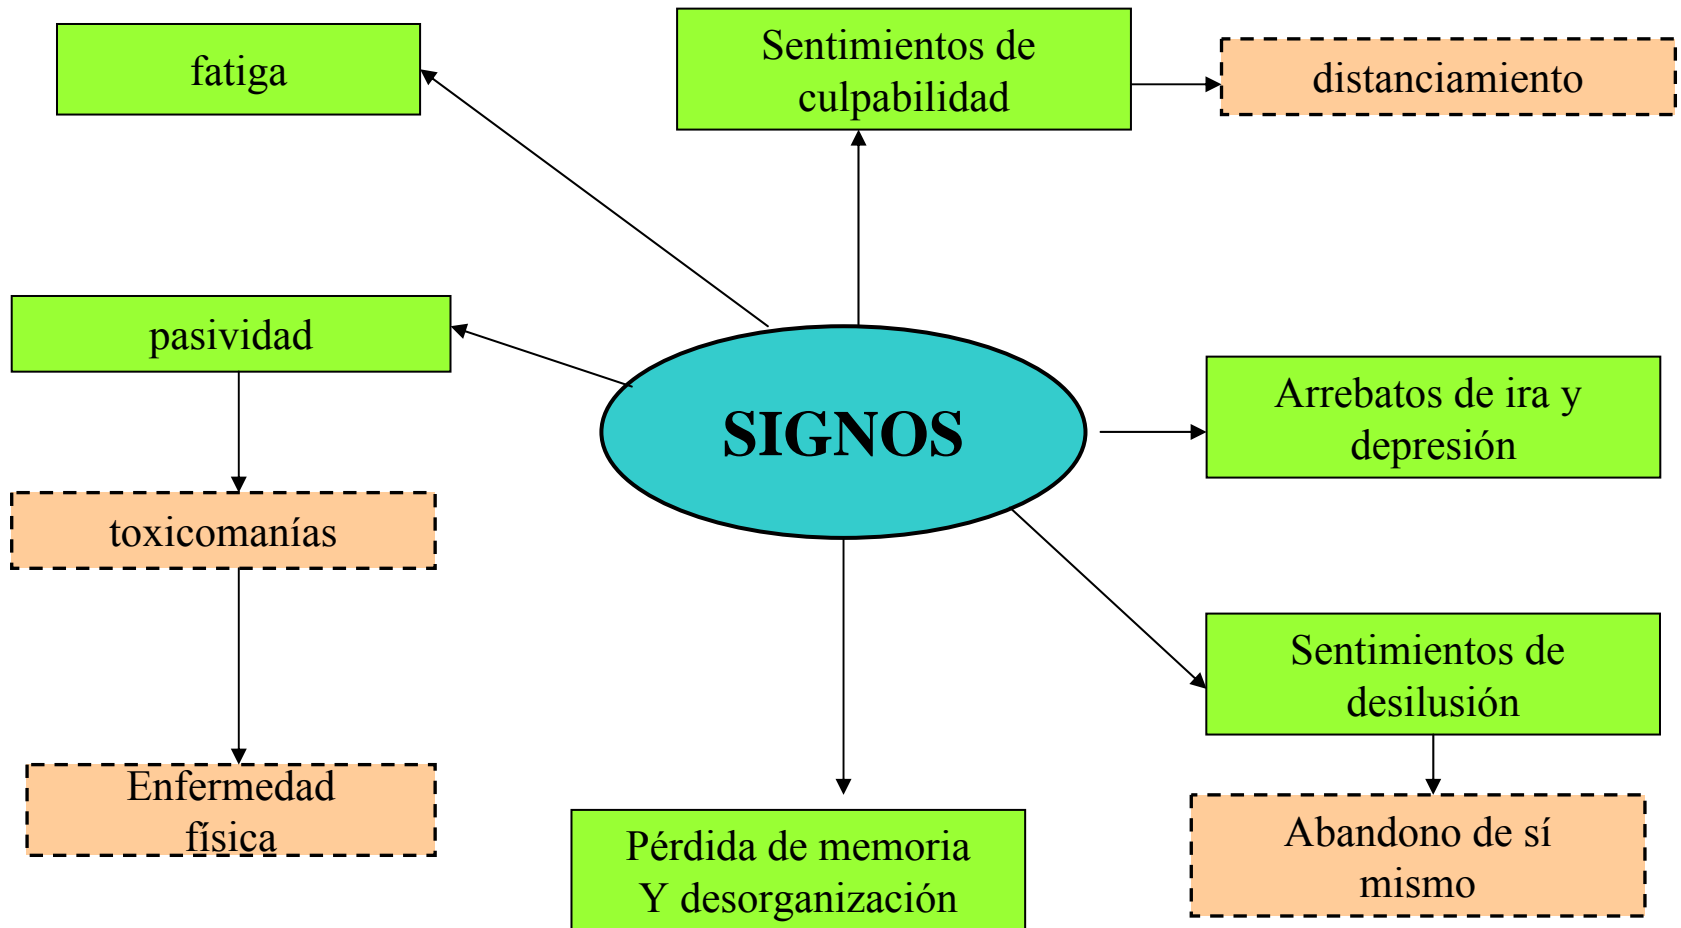 fatiga
Sentimientos de
culpabilidad
distanciamiento
pasividad
SIGNOS
Arrebatos de ira y
depresión
toxicomanías
Sentimientos de
desilusión
Enfermedad
física
Pérdida de memoria
Y desorganización
Abandono de sí
mismo